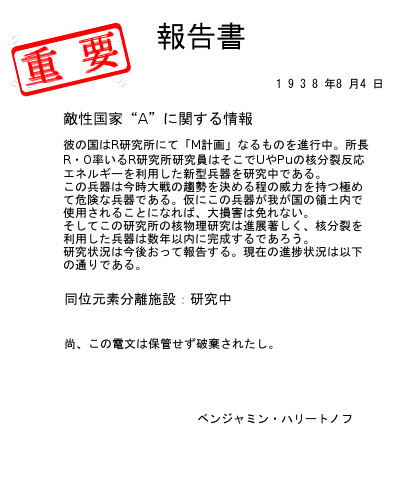 報告書
重要
1938年8月4日
敵性国家“A”に関する情報
彼の国はR研究所にて「M計画」なるものを進行中。所長
R・O率いるR研究所研究員はそこでUやPuの核分裂反応
エネルギーを利用した新型兵器を研究中である。
この兵器は今時大戦の趨勢を決める程の威力を持つ極め
て危険な兵器である。仮にこの兵器が我が国の領土内で
使用されることになれば、大損害は免れない。
そしてこの研究所の核物理研究は進展著しく、核分裂を
利用した兵器は数年以内に完成するであろう。
研究状況は今後おって報告する。現在の進捗状況は以下
の通りである。
同位元素分離施設：研究中
尚、この電文は保管せず破棄されたし。
ベンジャミン・ハリートノフ